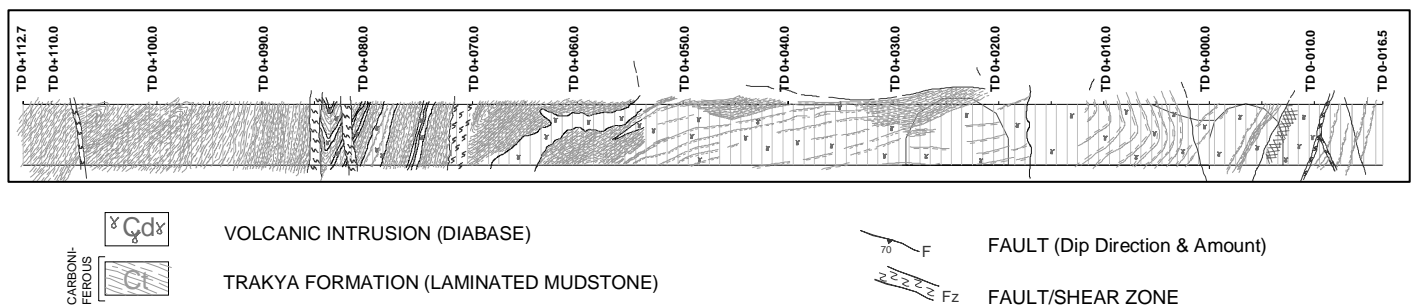 TD 0+112.7
TD 0+110.0
TD 0+100.0
TD 0+090.0
TD 0+080.0
TD 0+070.0
TD 0+060.0
TD 0+050.0
TD 0+040.0
TD 0+030.0
TD 0+020.0
TD 0+010.0
TD 0+000.0
TD 0-010.0
TD 0-016.5
Çd
VOLCANIC INTRUSION (DIABASE)
CARBONI-
FEROUS
Ct
TRAKYA FORMATION (LAMINATED MUDSTONE)
70 F
FAULT (Dip Direction & Amount)
Fz
FAULT/SHEAR ZONE